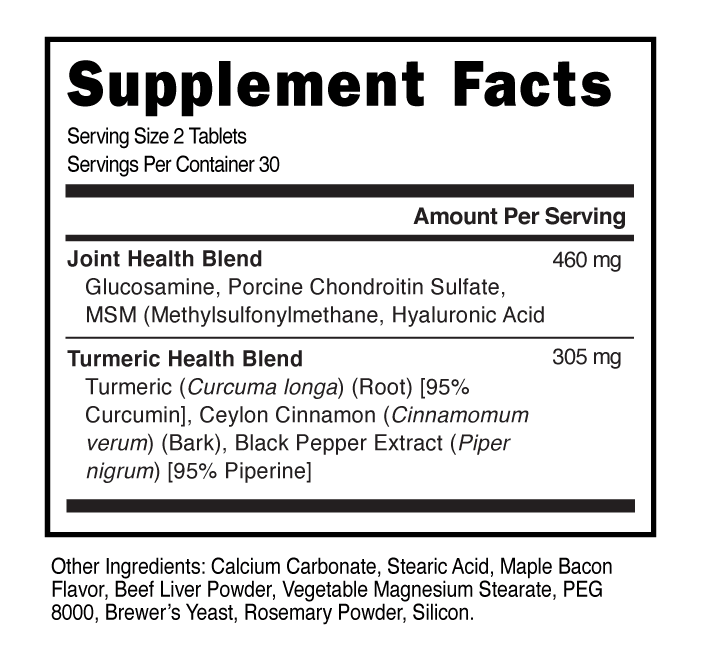 Supplement Facts
Serving Size 2 Tablets
Servings Per Container 30
Amount Per Serving
Joint Health Blend 460 mg
Glucosamine, Porcine Chondroitin Sulfate,
MSM (Methylsulfonylmethane, Hyaluronic Acid
Turmeric Health Blend 305 mg
Turmeric (Curcuma longa) (Root) [95%
Curcumin], Ceylon Cinnamon (Cinnamomum
verum) (Bark), Black Pepper Extract (Piper
nigrum) [95% Piperine]
Other Ingredients: Calcium Carbonate, Stearic Acid, Maple Bacon
Flavor, Beef Liver Powder, Vegetable Magnesium Stearate, PEG
8000, Brewer’s Yeast, Rosemary Powder, Silicon.